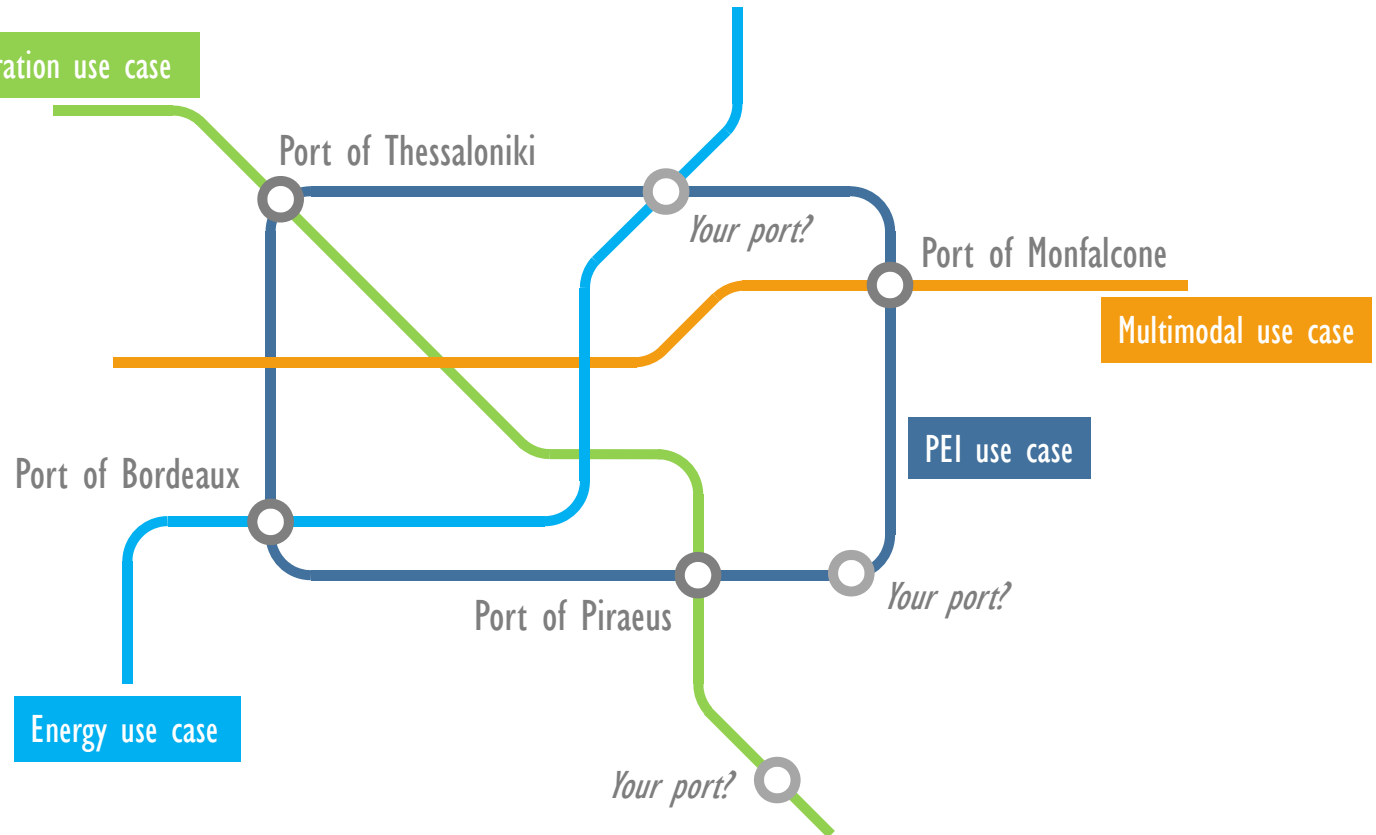 use case
Port of Thessaloniki
Your port?
Port of Monfalcone
Multimodal use case
PEI use case
Port of Bordeaux
Your port?
Port of Piraeus
Energy use case
Your port?